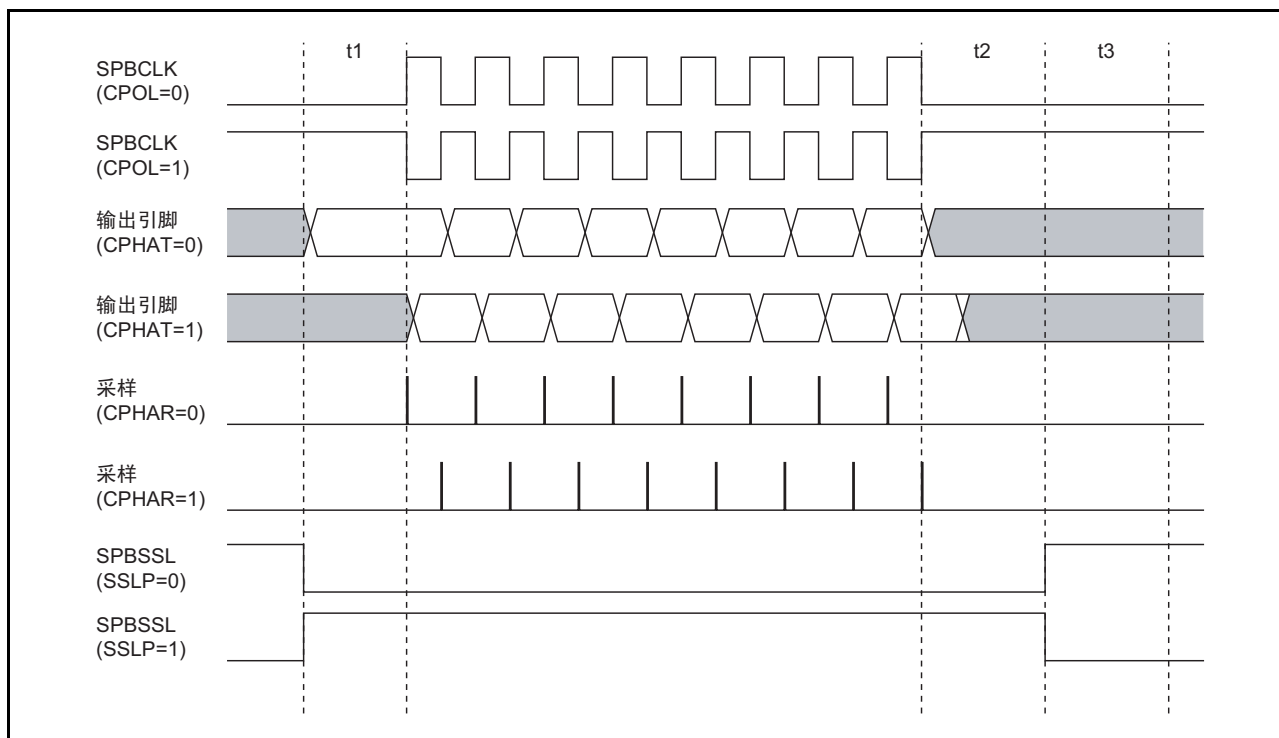 t1
t2
t3
SPBCLK
(CPOL=0)
SPBCLK
(CPOL=1)
输出引脚
(CPHAT=0)
输出引脚
(CPHAT=1)
采样
(CPHAR=0)
采样
(CPHAR=1)
SPBSSL
(SSLP=0)
SPBSSL
(SSLP=1)